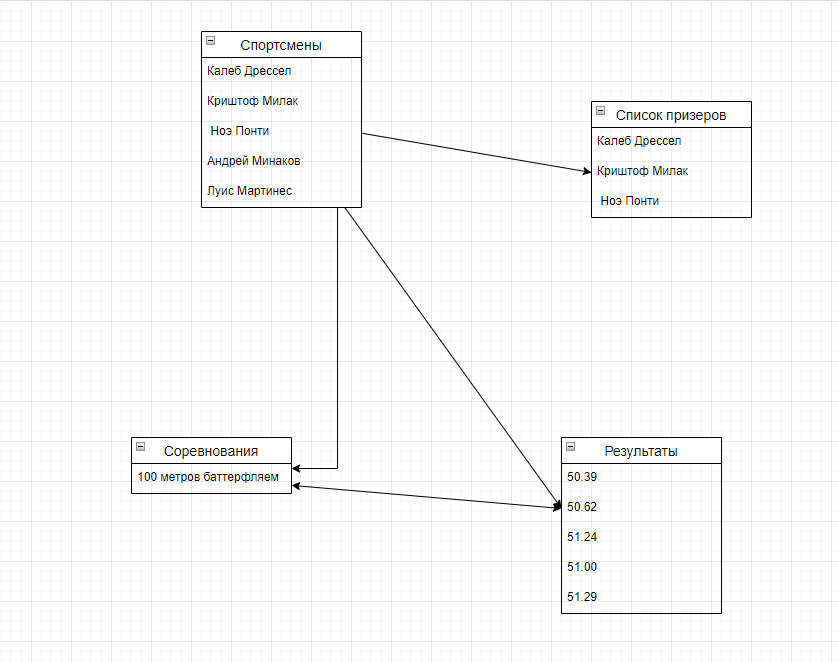 Спортсмены
Калеб Дрессел
Криштоф Милак
Ноэ Понти
Андрей Минаков
Луис Мартинес
Список призеров
Калеб Дрессел
Криштоф Милак
Ноэ Понти
Соревнования
100 метров баттерфляем
Результаты
50.39
50.62
51.24
51.00
51.29